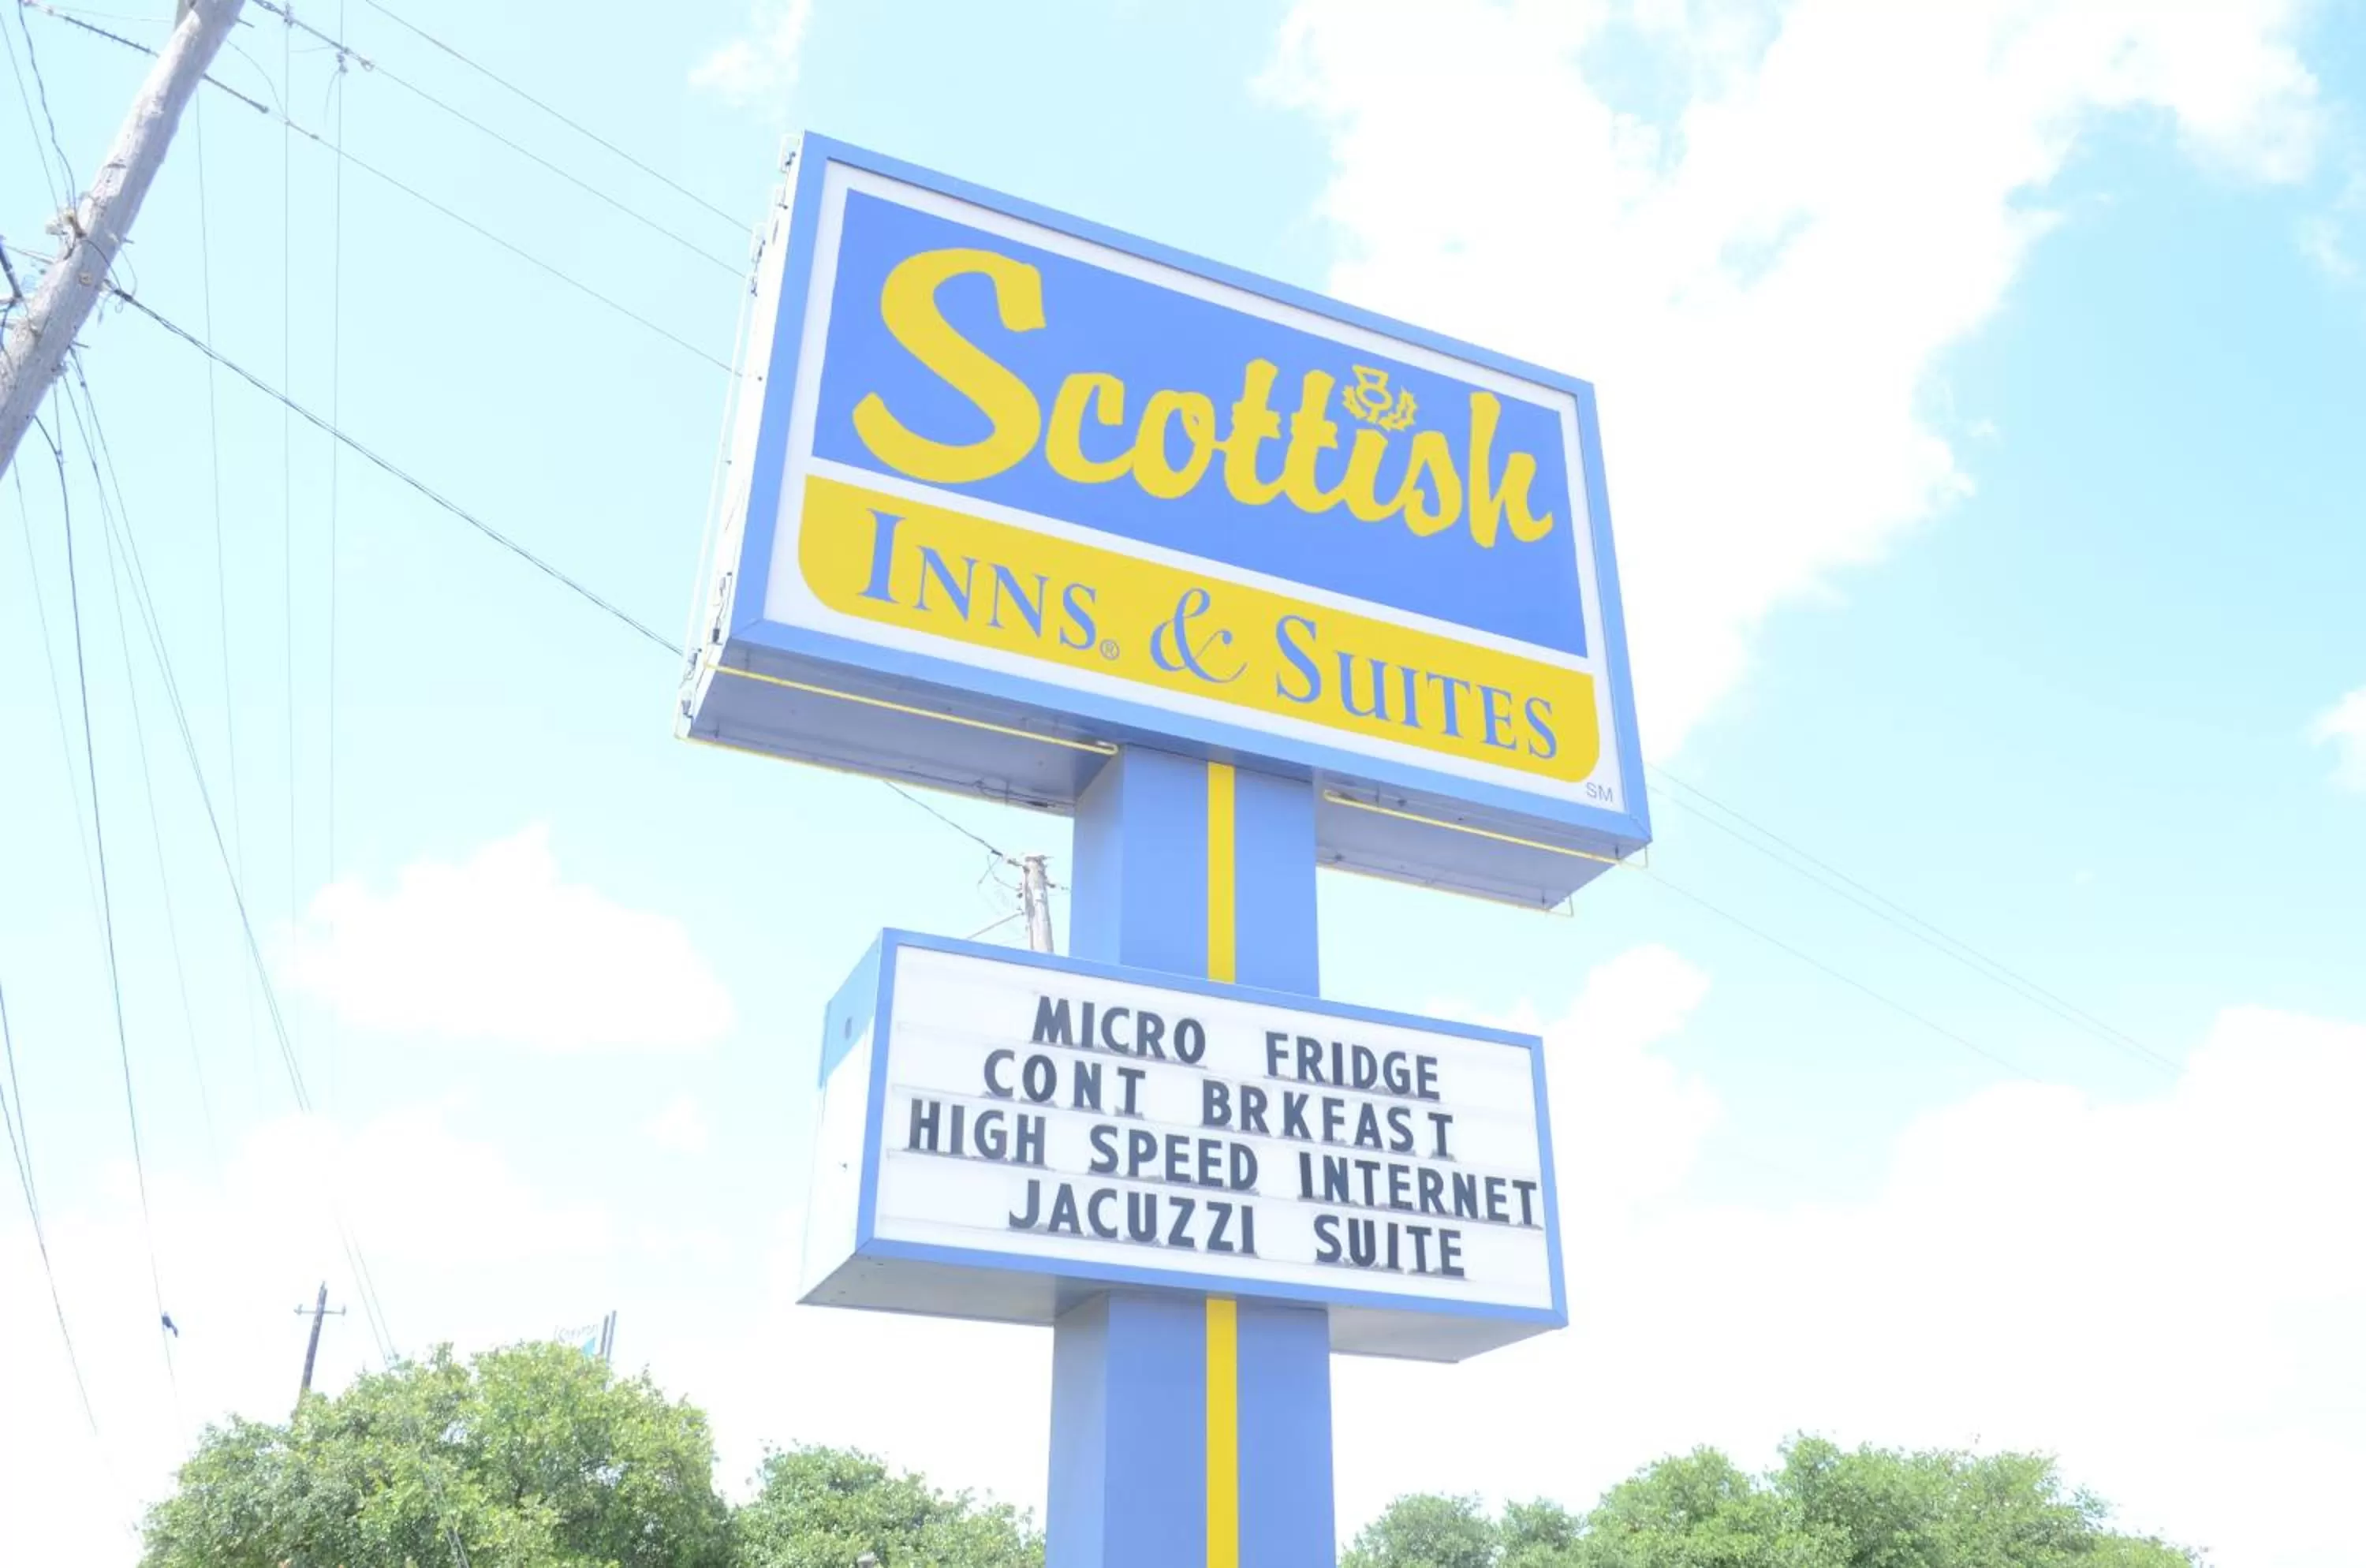 Scottish
INNS® & SUITES
SM
MICRO FRIDGE
CONT BRKFAST
HIGH SPEED INTERNET
JACUZZI SUITE